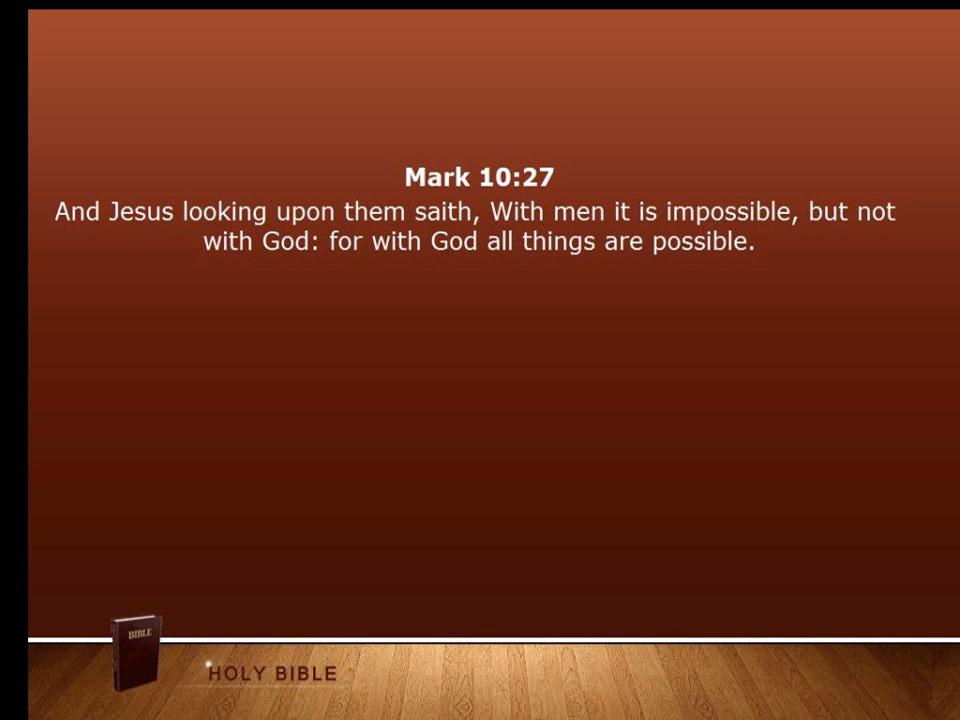 Mark 10:27
And Jesus looking upon them saith, With men it is impossible, but not
with God: for with God all things are possible.
BIBLE
HOLY BIBLE